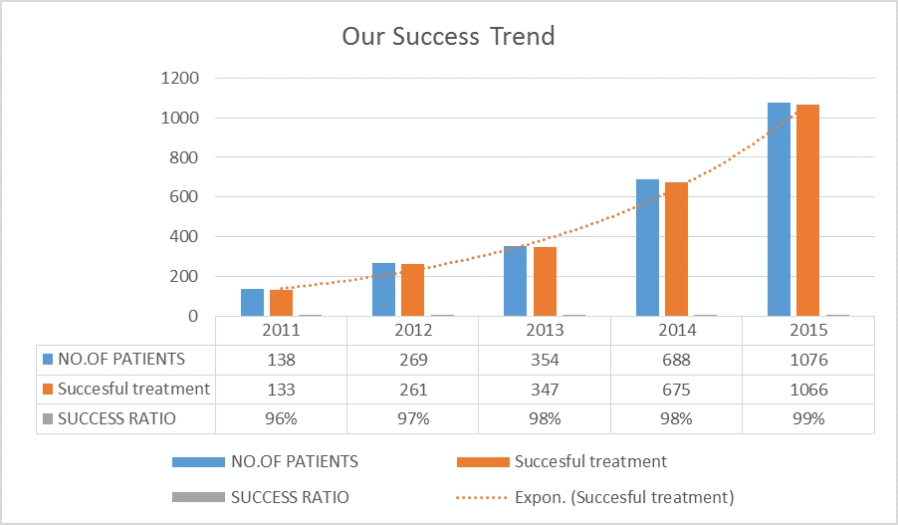 Our Success Trend
1200
1000
800
600
400
200
0
2011 2012 2013 2014 2015
NO.OF PATIENTS 138 269 354 688 1076
Succesful treatment 133 261 347 675 1066
SUCCESS RATIO 96% 97% 98% 98% 99%
NO.OF PATIENTS Succesful treatment
SUCCESS RATIO Expon. (Succesful treatment)